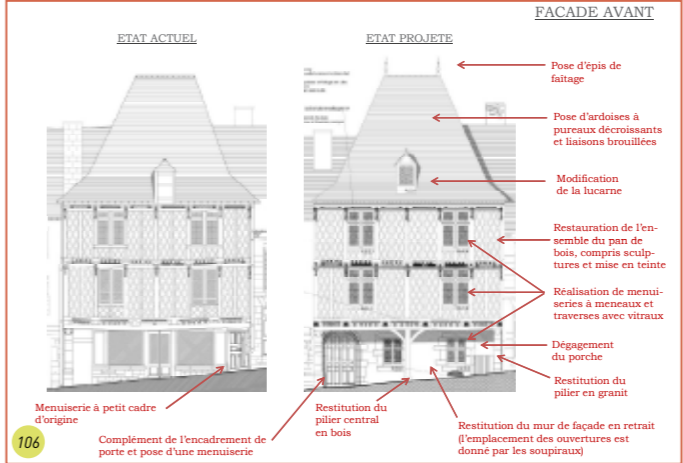 FACADE AVANT
ETAT ACTUEL
ETAT PROJETE
Pose d'épis de
faîtage
Pose d'ardoises à
pureaux décroissants
et liaisons brouillées
Modification
de la lucarne
Restauration de l'en-
semble du pan de
bois, compris sculp-
tures et mise en teinte
Réalisation de menui-
series à meneaux et
traverses avec vitraux
Dégagement
du porche
Restitution du
pilier en granit
Menuiserie à petit cadre
d'origine
Complément de l'encadrement de
porte et pose d'une menuiserie
Restitution du
pilier central
en bois
Restitution du mur de façade en retrait
(l'emplacement des ouvertures est
donné par les soupiraux)
106